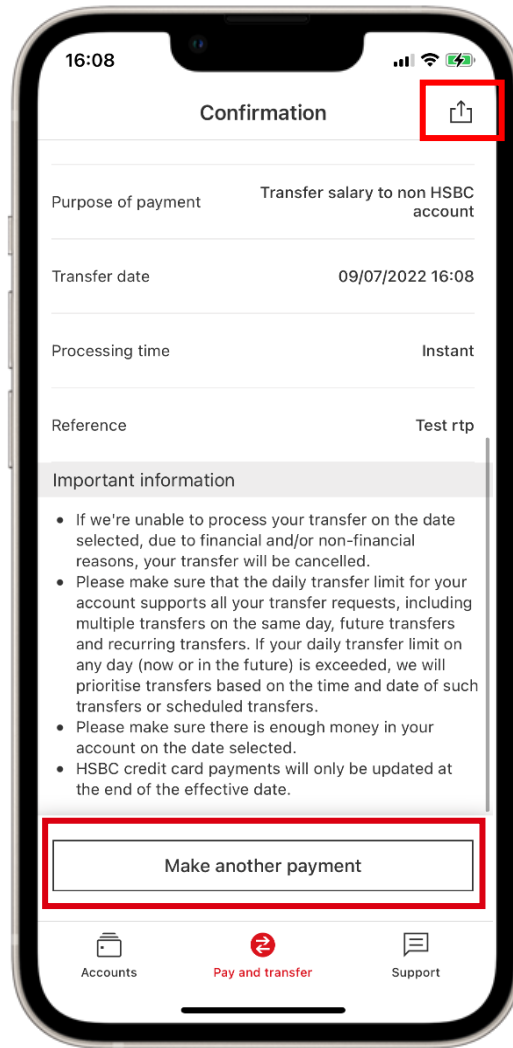 16:08
Confirmation
Purpose of payment
Transfer salary to non HSBC
account
Transfer date
09/07/2022 16:08
Processing time
Instant
Reference
Test rtp
Important information
• If we're unable to process your transfer on the date
selected, due to financial and/or non-financial
reasons, your transfer will be cancelled.
• Please make sure that the daily transfer limit for your
account supports all your transfer requests, including
multiple transfers on the same day, future transfers
and recurring transfers. If your daily transfer limit on
any day (now or in the future) is exceeded, we will
prioritise transfers based on the time and date of such
transfers or scheduled transfers.
• Please make sure there is enough money in your
account on the date selected.
• HSBC credit card payments will only be updated at
the end of the effective date.
Make another payment
Accounts
Pay and transfer
Support